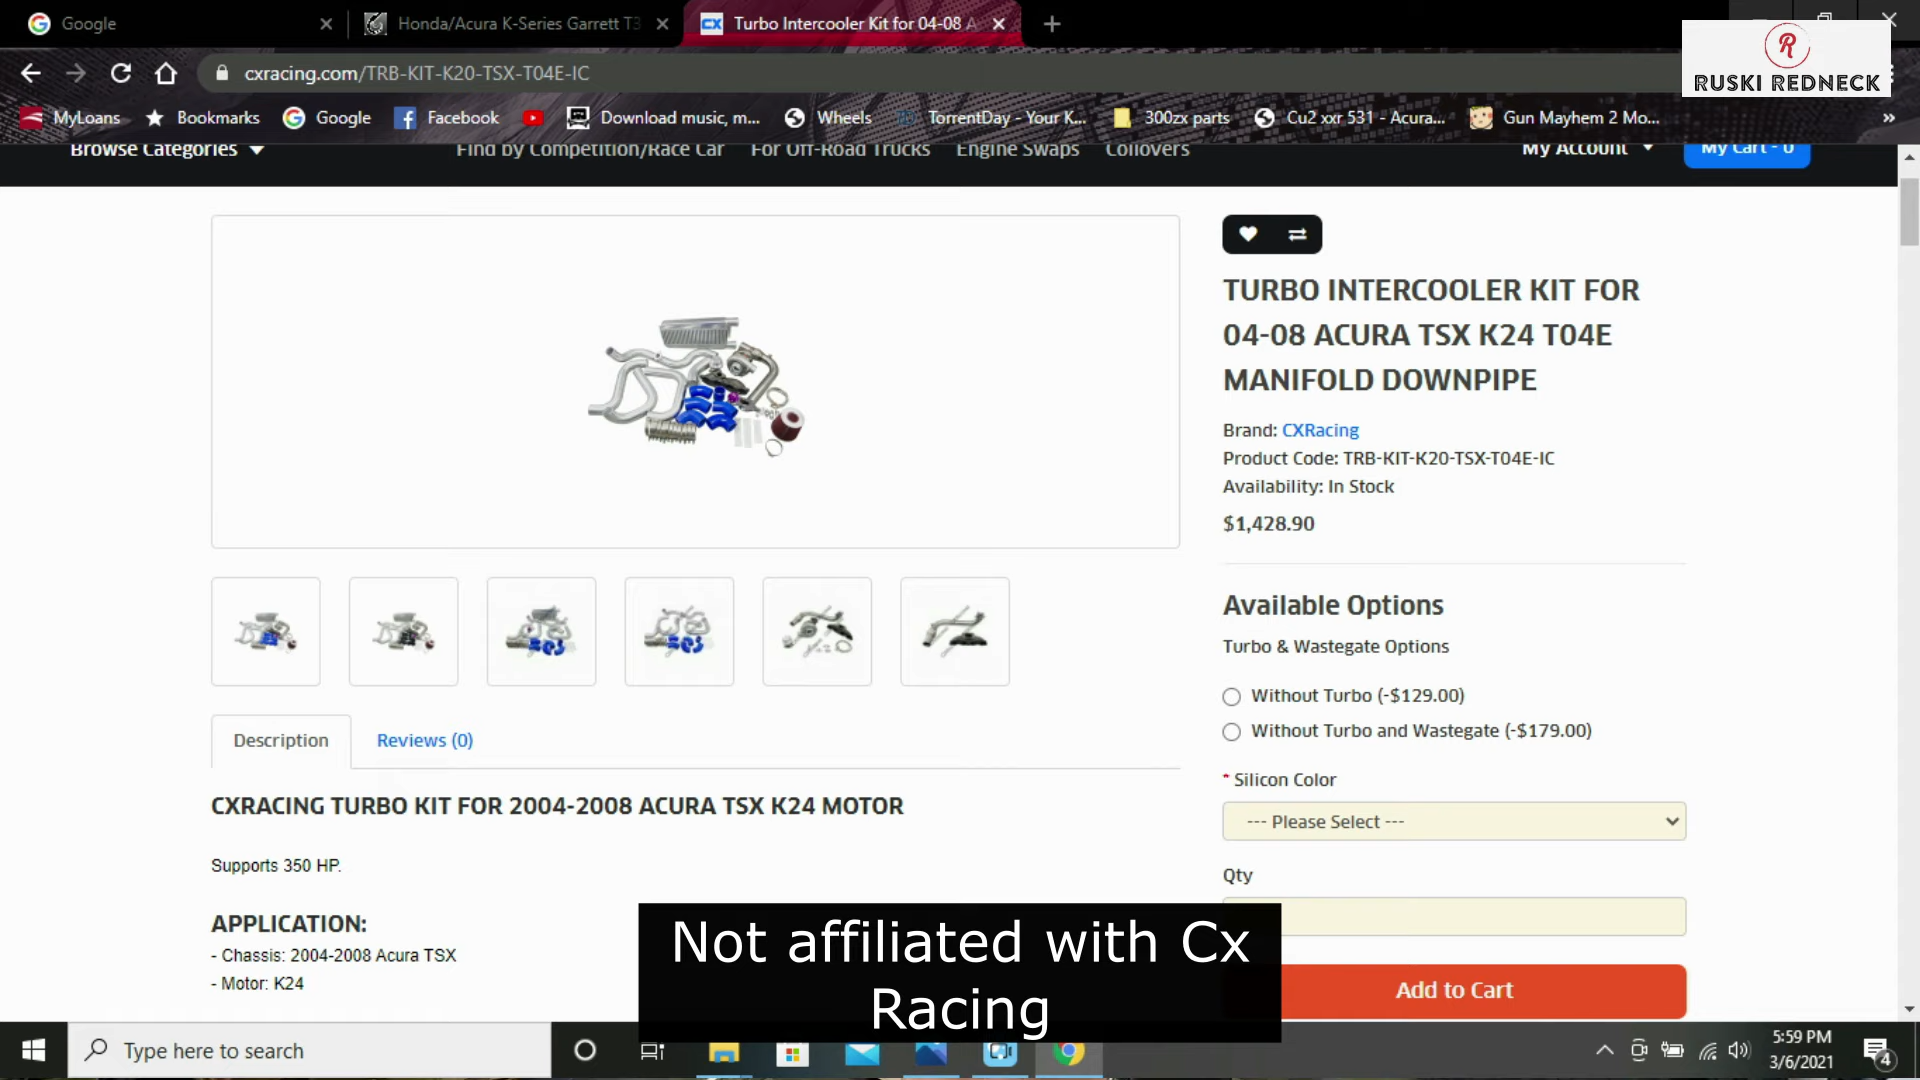 Google
Honda/Acura K-Series Garrett T3
CX Turbo Intercooler Kit for 04-08 A
cxracing.com/TRB-KIT-K20-TSX-T04E-IC
R
RUSKI REDNECK
MyLoans
Bookmarks
Google
Facebook
Download music, m...
Wheels
TorrentDay - Your K...
300zx parts
Cu2 xxr 531 - Acura...
Gun Mayhem 2 Mo...
Browse Categories
Find by Competition/Race Car
For Off-Road Trucks
Engine Swaps
Coilovers
My Account
My Cart - 0
TURBO INTERCOOLER KIT FOR
04-08 ACURA TSX K24 T04E
MANIFOLD DOWNPIPE
Brand: CXRacing
Product Code: TRB-KIT-K20-TSX-T04E-IC
Availability: In Stock
$1,428.90
Available Options
Turbo & Wastegate Options
Without Turbo (-$129.00)
Without Turbo and Wastegate (-$179.00)
* Silicon Color
--- Please Select ---
Qty
Add to Cart
Description
Reviews (0)
CXRACING TURBO KIT FOR 2004-2008 ACURA TSX K24 MOTOR
Supports 350 HP.
APPLICATION:
- Chassis: 2004-2008 Acura TSX
- Motor: K24
Not affiliated with Cx
Racing
Type here to search
5:59 PM
3/6/2021
4